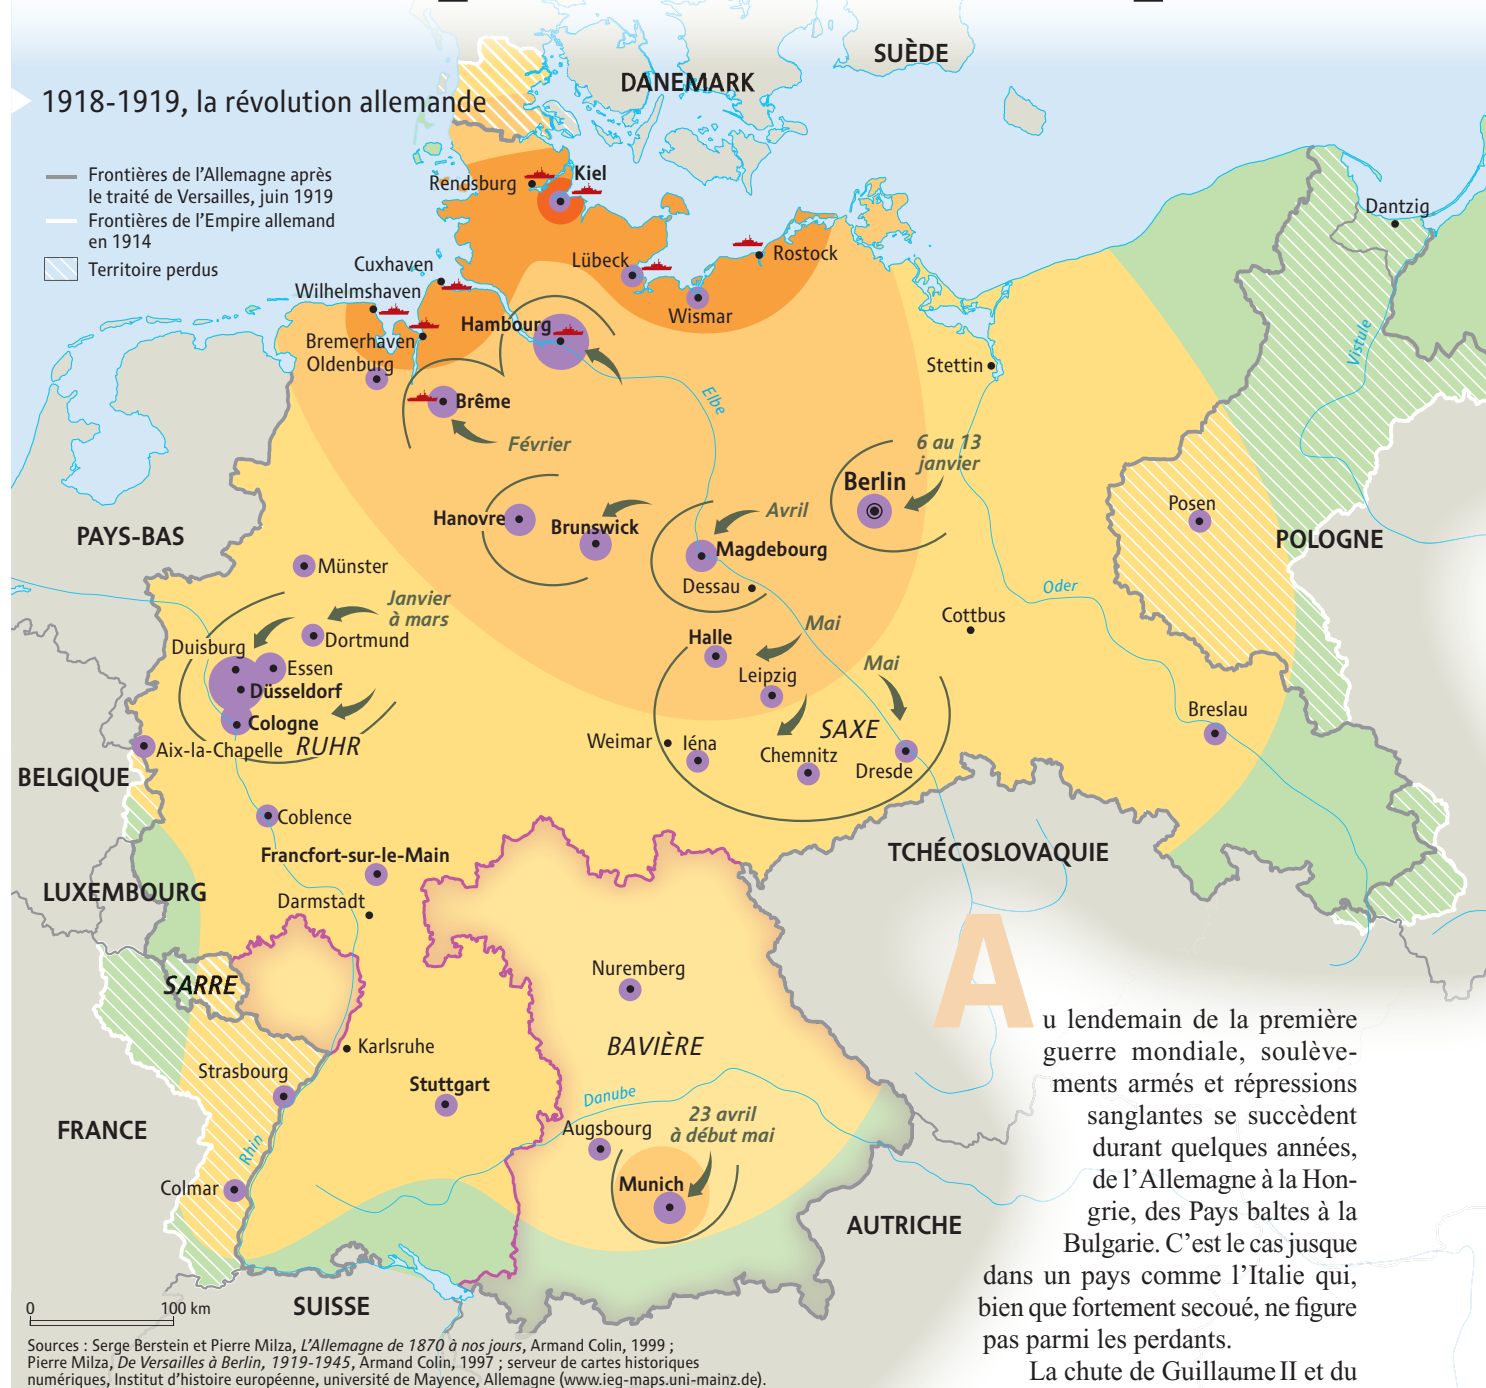 1918-1919, la révolution allemande
Frontières de l'Allemagne après
le traité de Versailles, juin 1919
Frontières de l'Empire allemand
en 1914
Territoire perdus
SUÈDE
DANEMARK
Kiel
Rendsburg
Dantzig
Cuxhaven
Lübeck
Rostock
Wilhelmshaven
Wismar
Hambourg
Bremerhaven
Oldenburg
Stettin
Vistule
Elbe
Brême
Février
6 au 13
janvier
Berlin
Hanovre
Brunswick
Avril
Magdebourg
Dessau
Posen
POLOGNE
PAYS-BAS
Münster
Janvier
à mars
Oder
Cottbus
Duisburg
Dortmund
Essen
Düsseldorf
Cologne
Aix-la-Chapelle
RUHR
Halle
Mai
Leipzig
Mai
SAXE
Weimar
Iéna
Chemnitz
Dresde
Breslau
BELGIQUE
Coblence
Francfort-sur-le-Main
Darmstadt
LUXEMBOURG
TCHÉCOSLOVAQUIE
SARRE
Nuremberg
BAVIÈRE
Karlsruhe
Strasbourg
Stuttgart
Danube
23 avril
à début mai
Augsbourg
Munich
FRANCE
Rhin
Colmar
AUTRICHE
SUISSE
0 100 km
Sources : Serge Berstein et Pierre Milza, L'Allemagne de 1870 à nos jours, Armand Colin, 1999 ;
Pierre Milza, De Versailles à Berlin, 1919-1945, Armand Colin, 1997 ; serveur de cartes historiques
numériques, Institut d'histoire européenne, université de Mayence, Allemagne (www.ieg-maps.uni-mainz.de).
Au lendemain de la première
guerre mondiale, soulève-
ments armés et répressions
sanglantes se succèdent
durant quelques années,
de l'Allemagne à la Hon-
grie, des Pays baltes à la
Bulgarie. C'est le cas jusque
dans un pays comme l'Italie qui,
bien que fortement secoué, ne figure
pas parmi les perdants.
La chute de Guillaume II et du